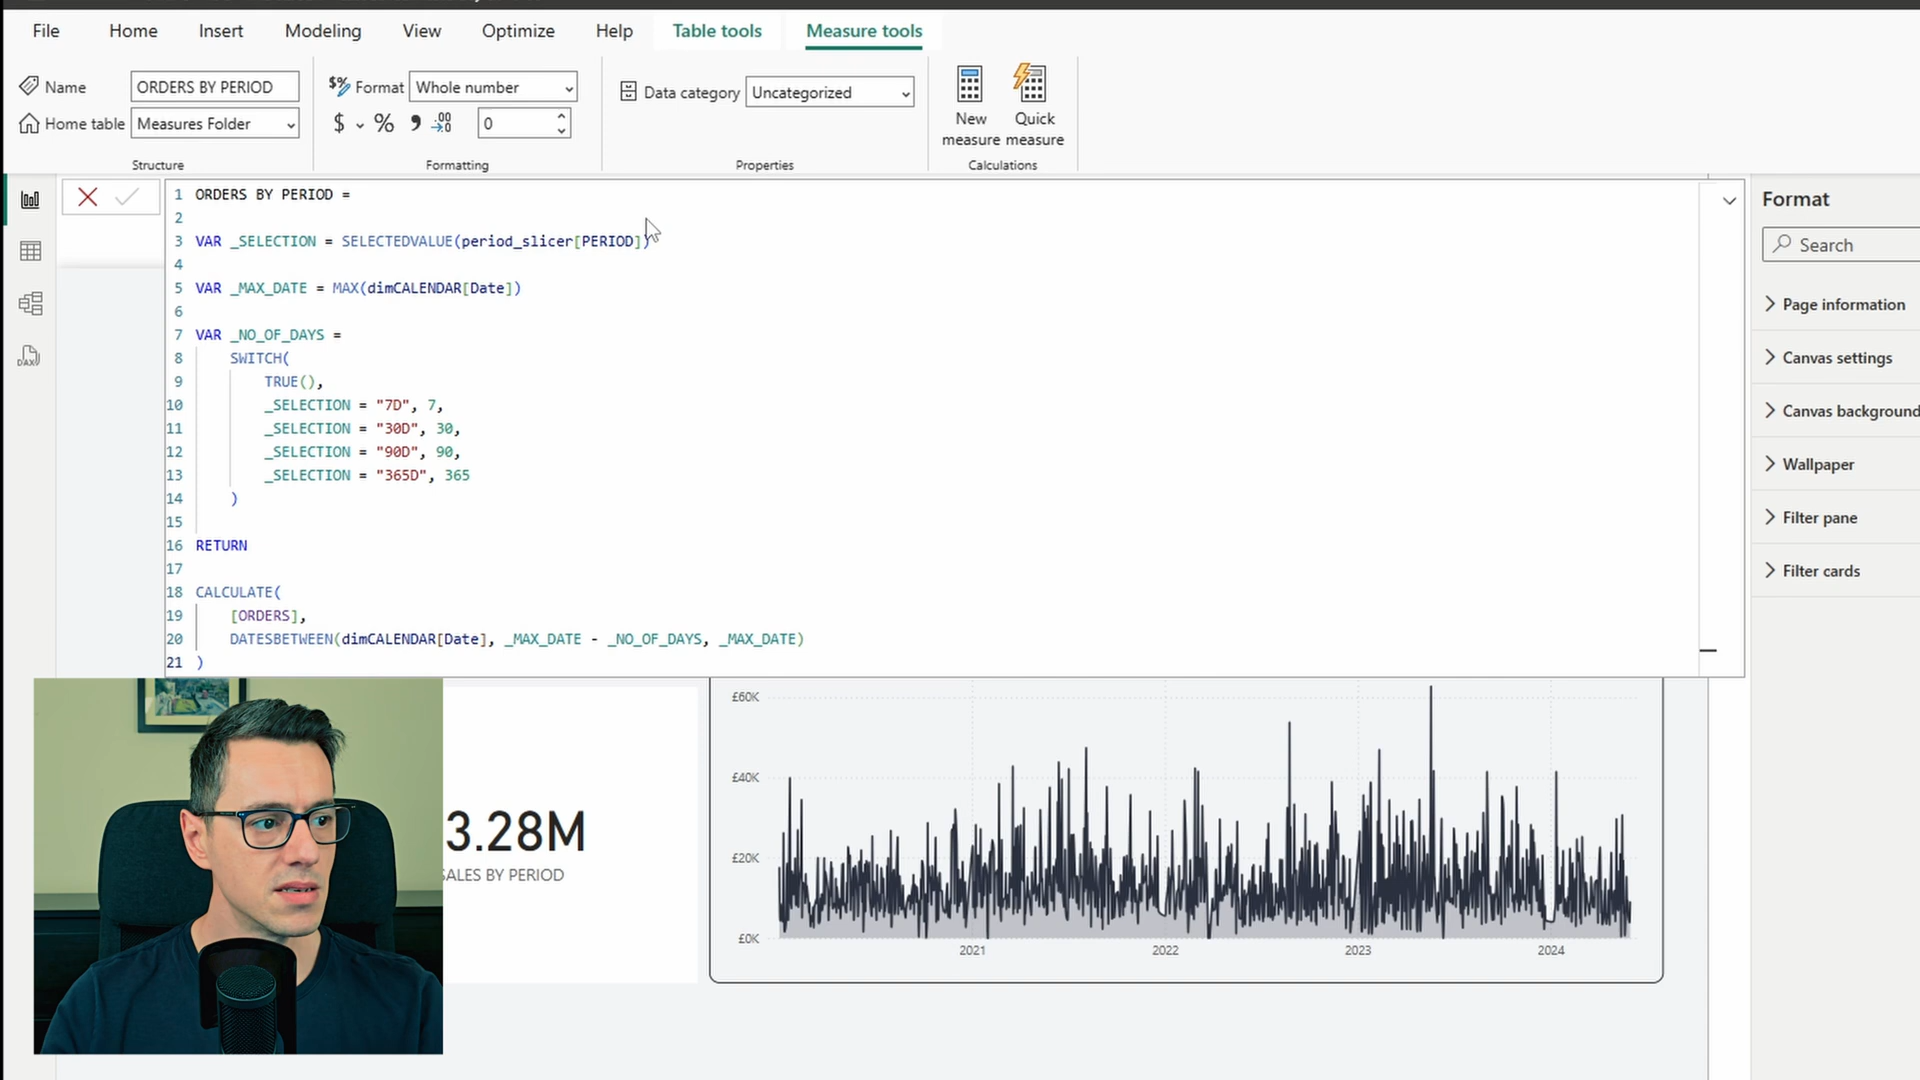 File Home Insert Modeling View Optimize Help Table tools Measure tools
Name ORDERS BY PERIOD
Home table Measures Folder
Structure
Format Whole number
$ % 0
Formatting
Data category Uncategorized
Properties
New measure
Quick measure
Calculations
1 ORDERS BY PERIOD =
2
3 VAR _SELECTION = SELECTEDVALUE(period_slicer[PERIOD])
4
5 VAR _MAX_DATE = MAX(dimCALENDAR[Date])
6
7 VAR _NO_OF_DAYS =
8 SWITCH(
9 TRUE(),
10 _SELECTION = "7D", 7,
11 _SELECTION = "30D", 30,
12 _SELECTION = "90D", 90,
13 _SELECTION = "365D", 365
14 )
15
16 RETURN
17
18 CALCULATE(
19 [ORDERS],
20 DATESBETWEEN(dimCALENDAR[Date], _MAX_DATE - _NO_OF_DAYS, _MAX_DATE)
21 )
Format
Search
Page information
Canvas settings
Canvas background
Wallpaper
Filter pane
Filter cards
3.28M
SALES BY PERIOD
£60K
£40K
£20K
£0K
2021 2022 2023 2024
DAX